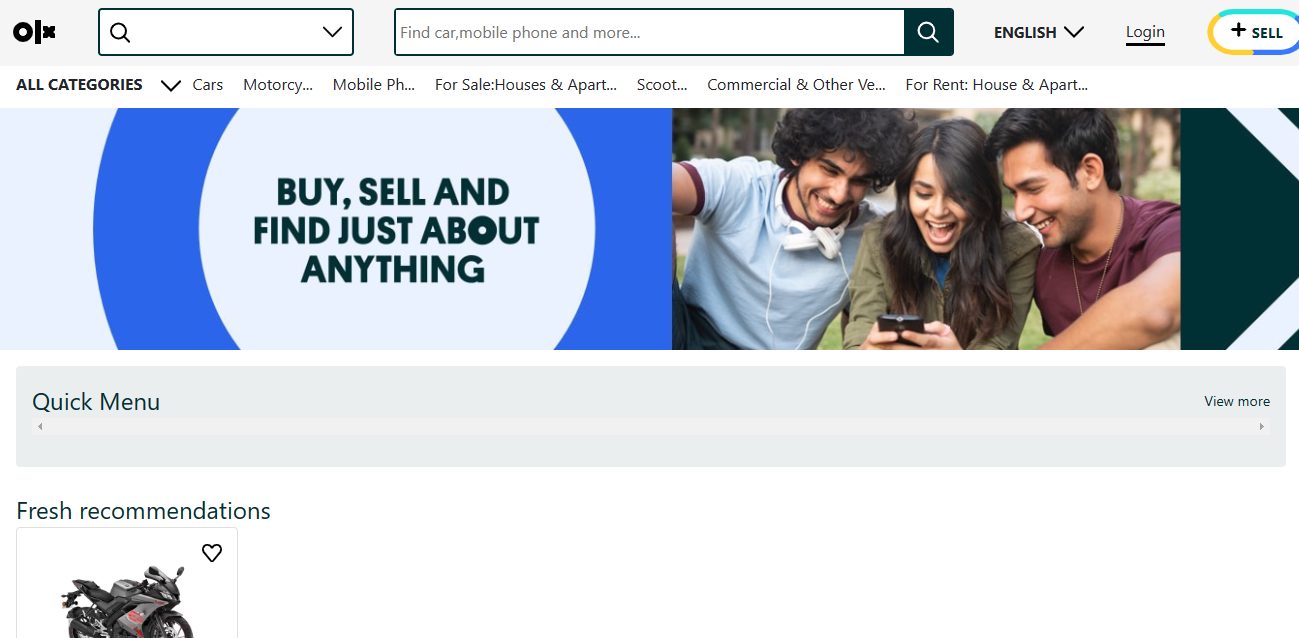 olx
Find car,mobile phone and more...
ENGLISH
Login
+ SELL
ALL CATEGORIES
Cars
Motorcy...
Mobile Ph...
For Sale:Houses & Apart...
Scoot...
Commercial & Other Ve...
For Rent: House & Apart...
BUY, SELL AND
FIND JUST ABOUT
ANYTHING
Quick Menu
View more
Fresh recommendations